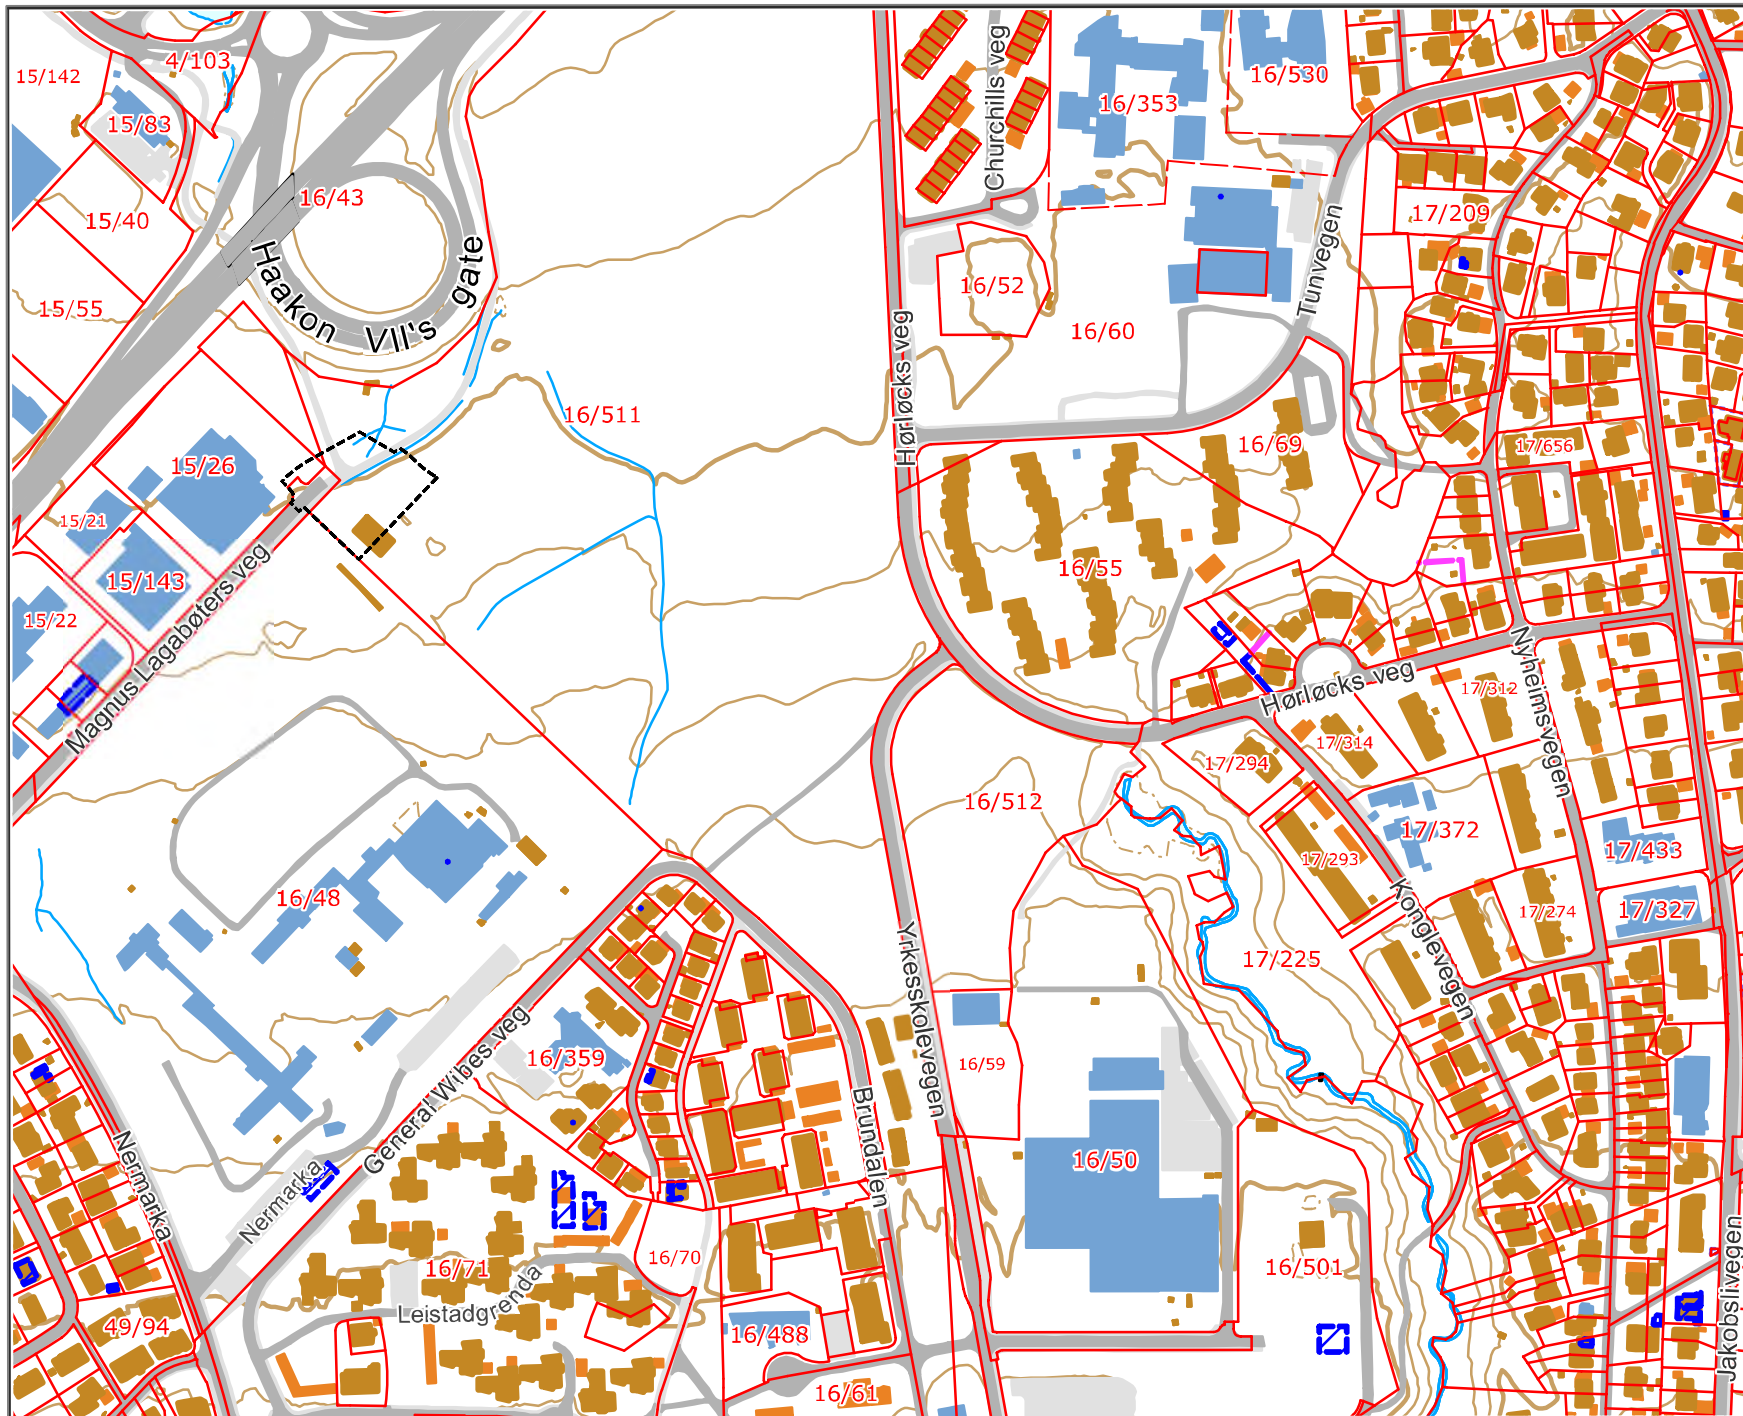 4/103
15/142
15/83
16/43
15/40
15/55
Haakon VII's gate
Churchills veg
16/353
16/530
17/209
Tunvegen
16/52
16/60
Hørløcks veg
16/511
16/69
17/656
15/26
15/21
15/143
15/22
Magnus Lagabøters veg
16/55
Hørløcks veg
Nyheimsvegen
17/312
17/314
17/294
16/512
17/372
17/293
17/433
17/274
17/327
Konglevegen
17/225
16/48
Yrkesskolevegen
16/59
General Wibes veg
16/359
Brundalen
Nermarka
Nermarka
16/50
16/70
16/71
Leistadgrenda
16/501
49/94
16/488
16/61
Jakobslivegen